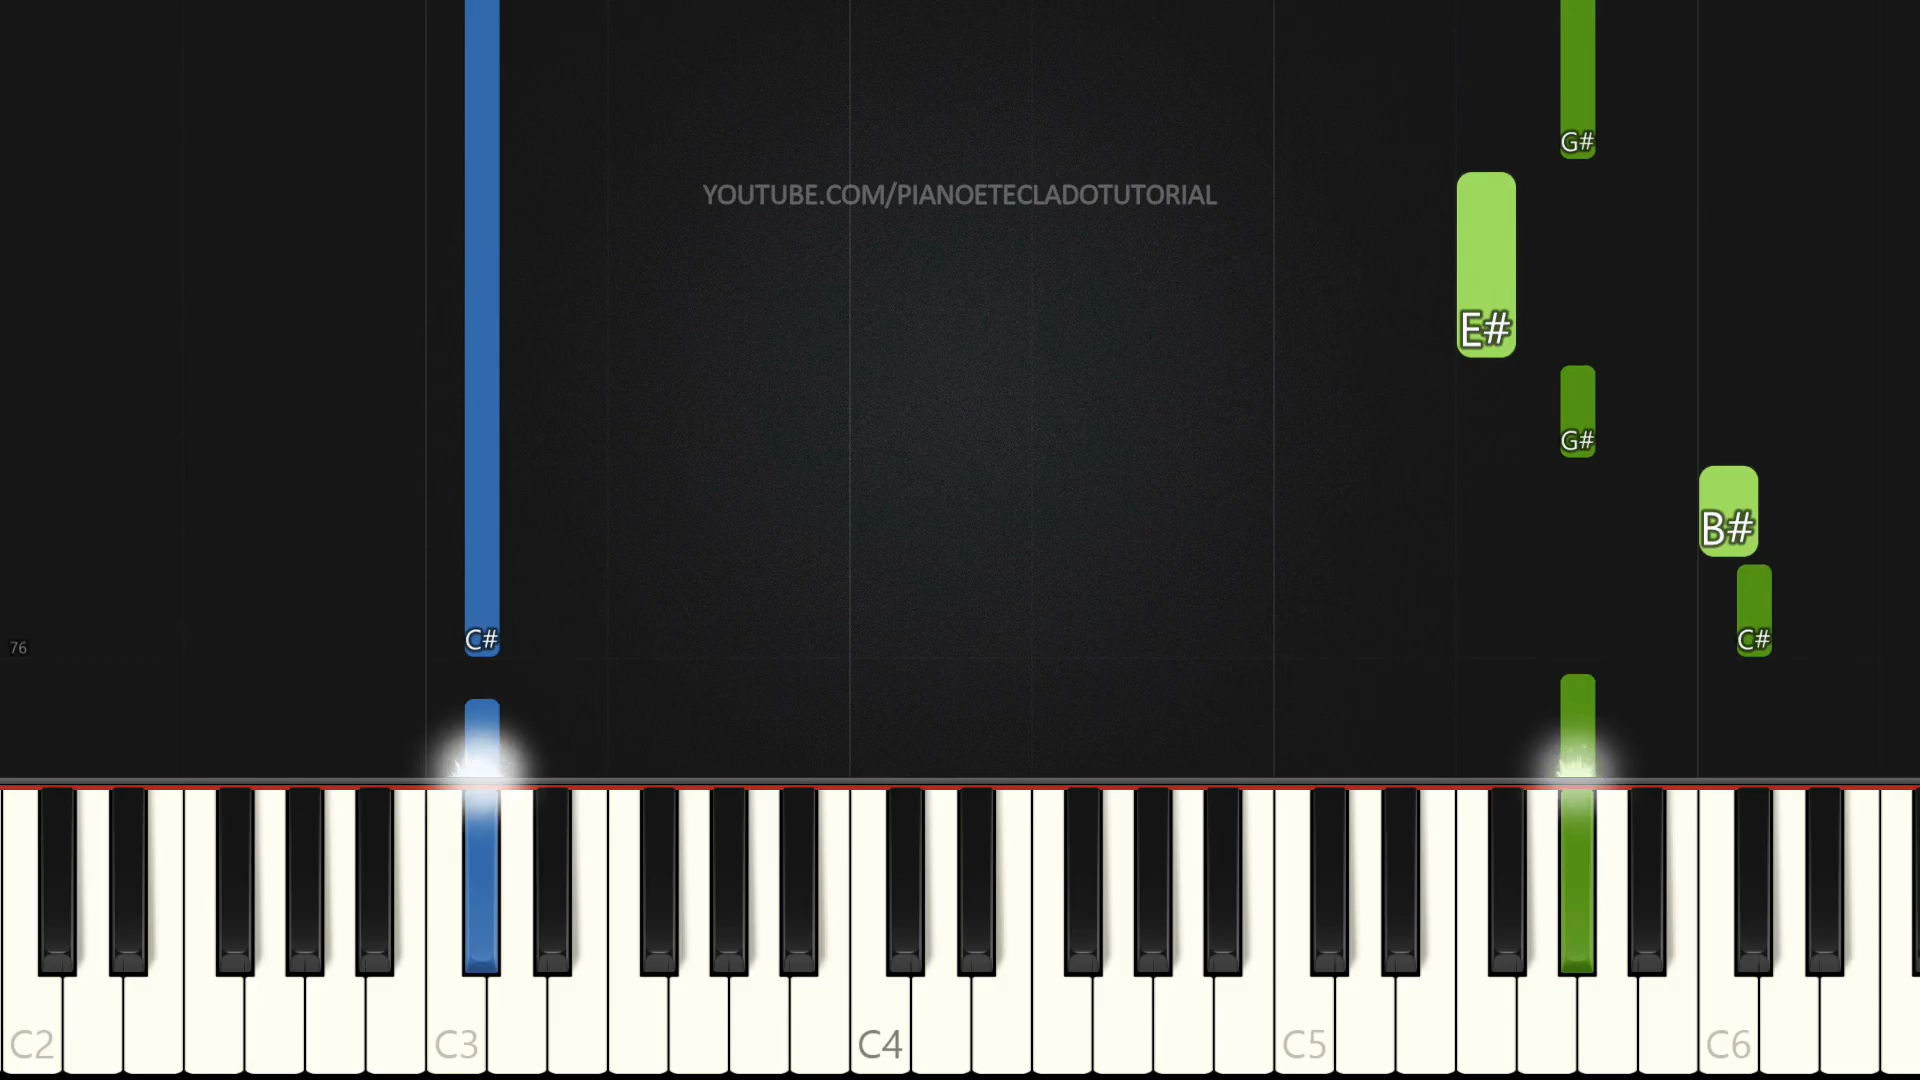 G#
YOUTUBE.COM/PIANOETECLADOTUTORIAL
E#
G#
B#
C#
C#
76
C2
C3
C4
C5
C6